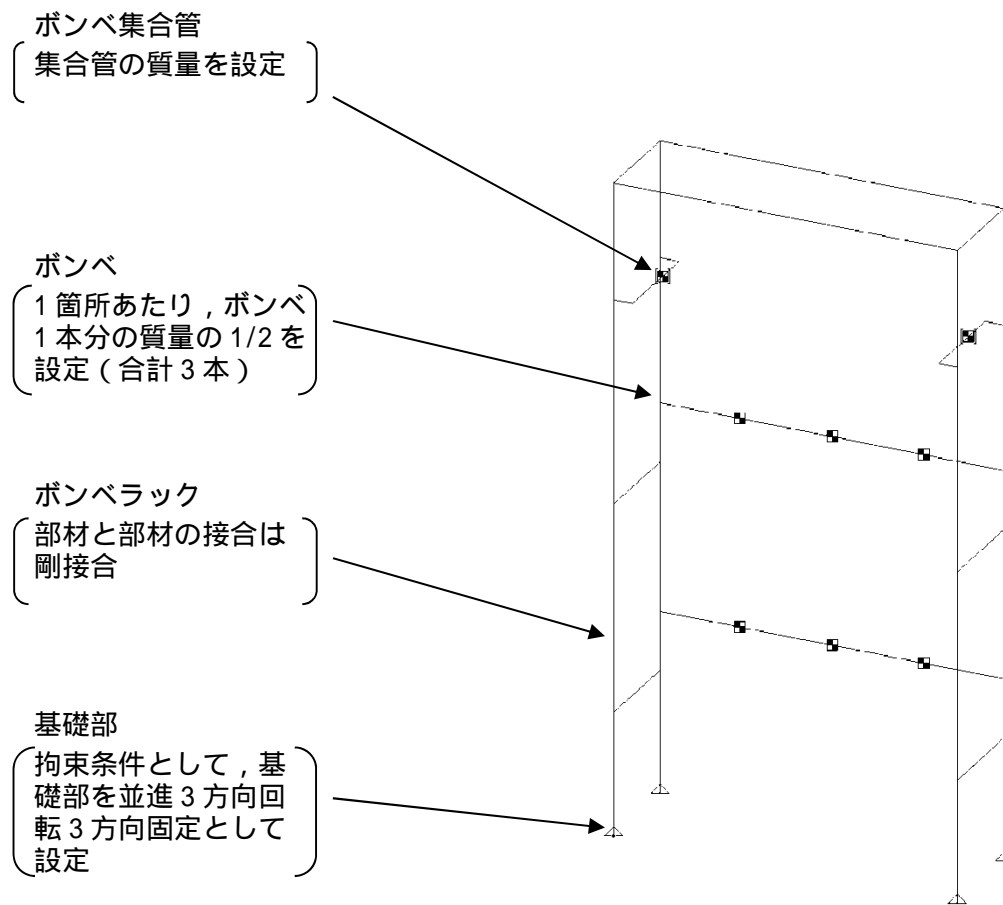 ボンベ集合管
集合管の質量を設定
ボンベ
1箇所あたり，ボンベ
1本分の質量の1/2を
設定（合計3本）
ボンベラック
部材と部材の接合は
剛接合
基礎部
拘束条件として，基
礎部を並進3方向回
転3方向固定として
設定